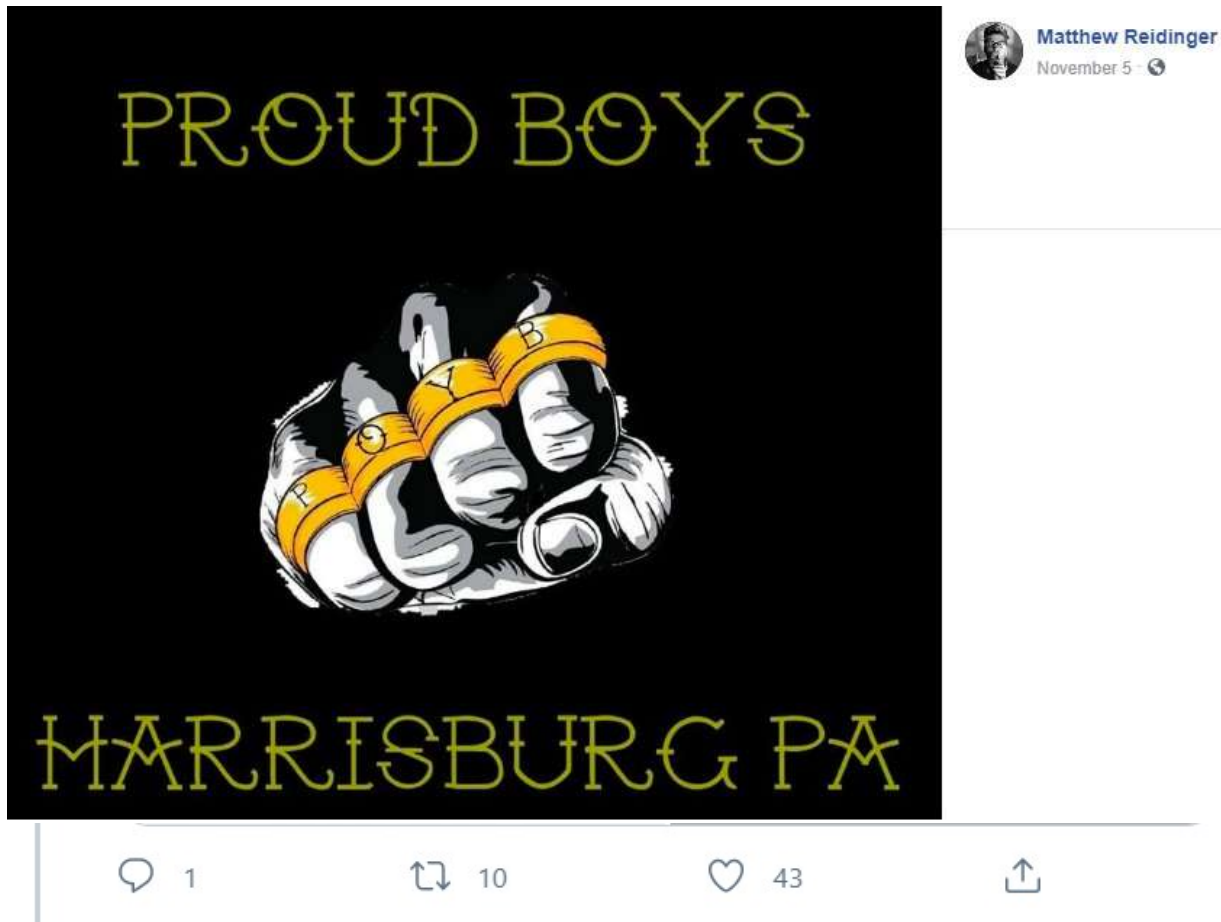 PROUD BOYS
Matthew Reidinger
November 5 ·
B
Y
O
P
HARRISBURG PA
1
10
43